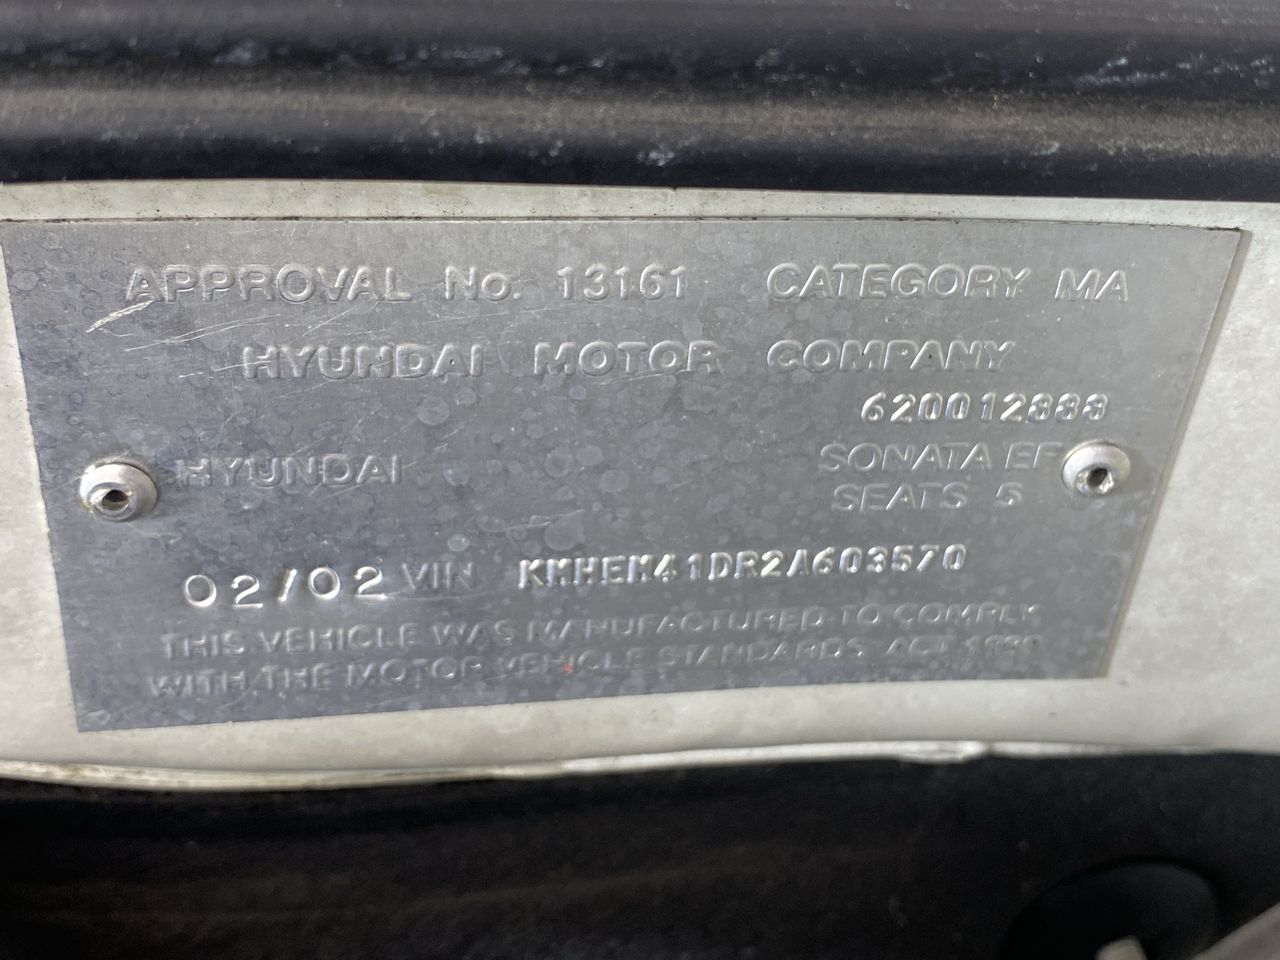 APPROVAL No. 13161 CATEGORY MA
HYUNDAI MOTOR COMPANY
620012888
HYUNDAI SONATA EF
SEATS 5
02/02 VIN KMHEM41DR2A603570
THIS VEHICLE WAS MANUFACTURED TO COMPLY
WITH THE MOTOR VEHICLE STANDARDS ACT 1989